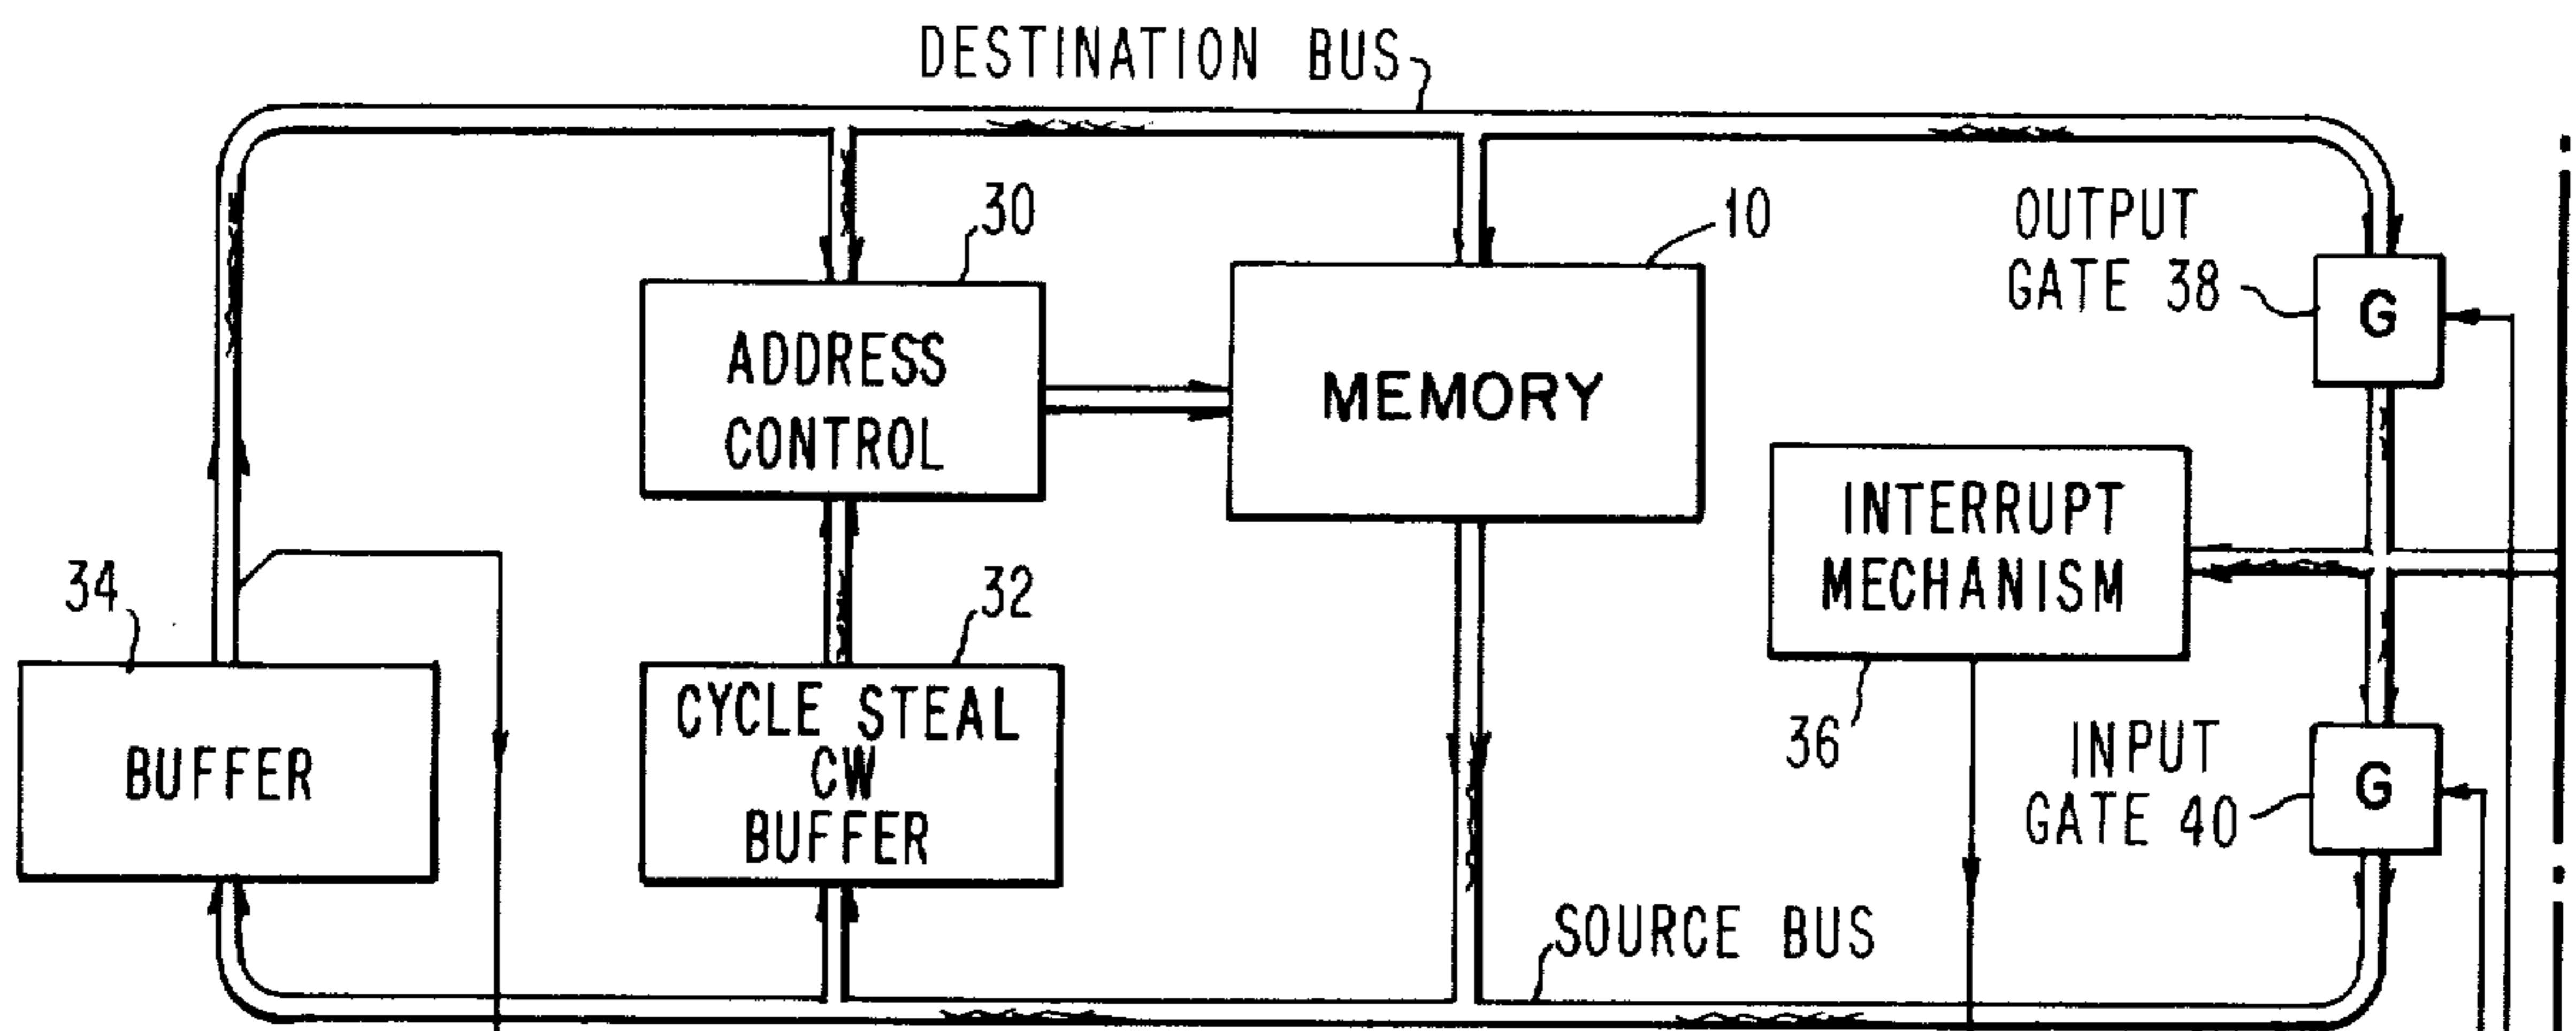 DESTINATION BUS
30
10
OUTPUT
GATE 38
G
ADDRESS
CONTROL
MEMORY
INTERRUPT
MECHANISM
34
32
36
BUFFER
CYCLE STEAL
CW
BUFFER
INPUT
GATE 40
G
SOURCE BUS